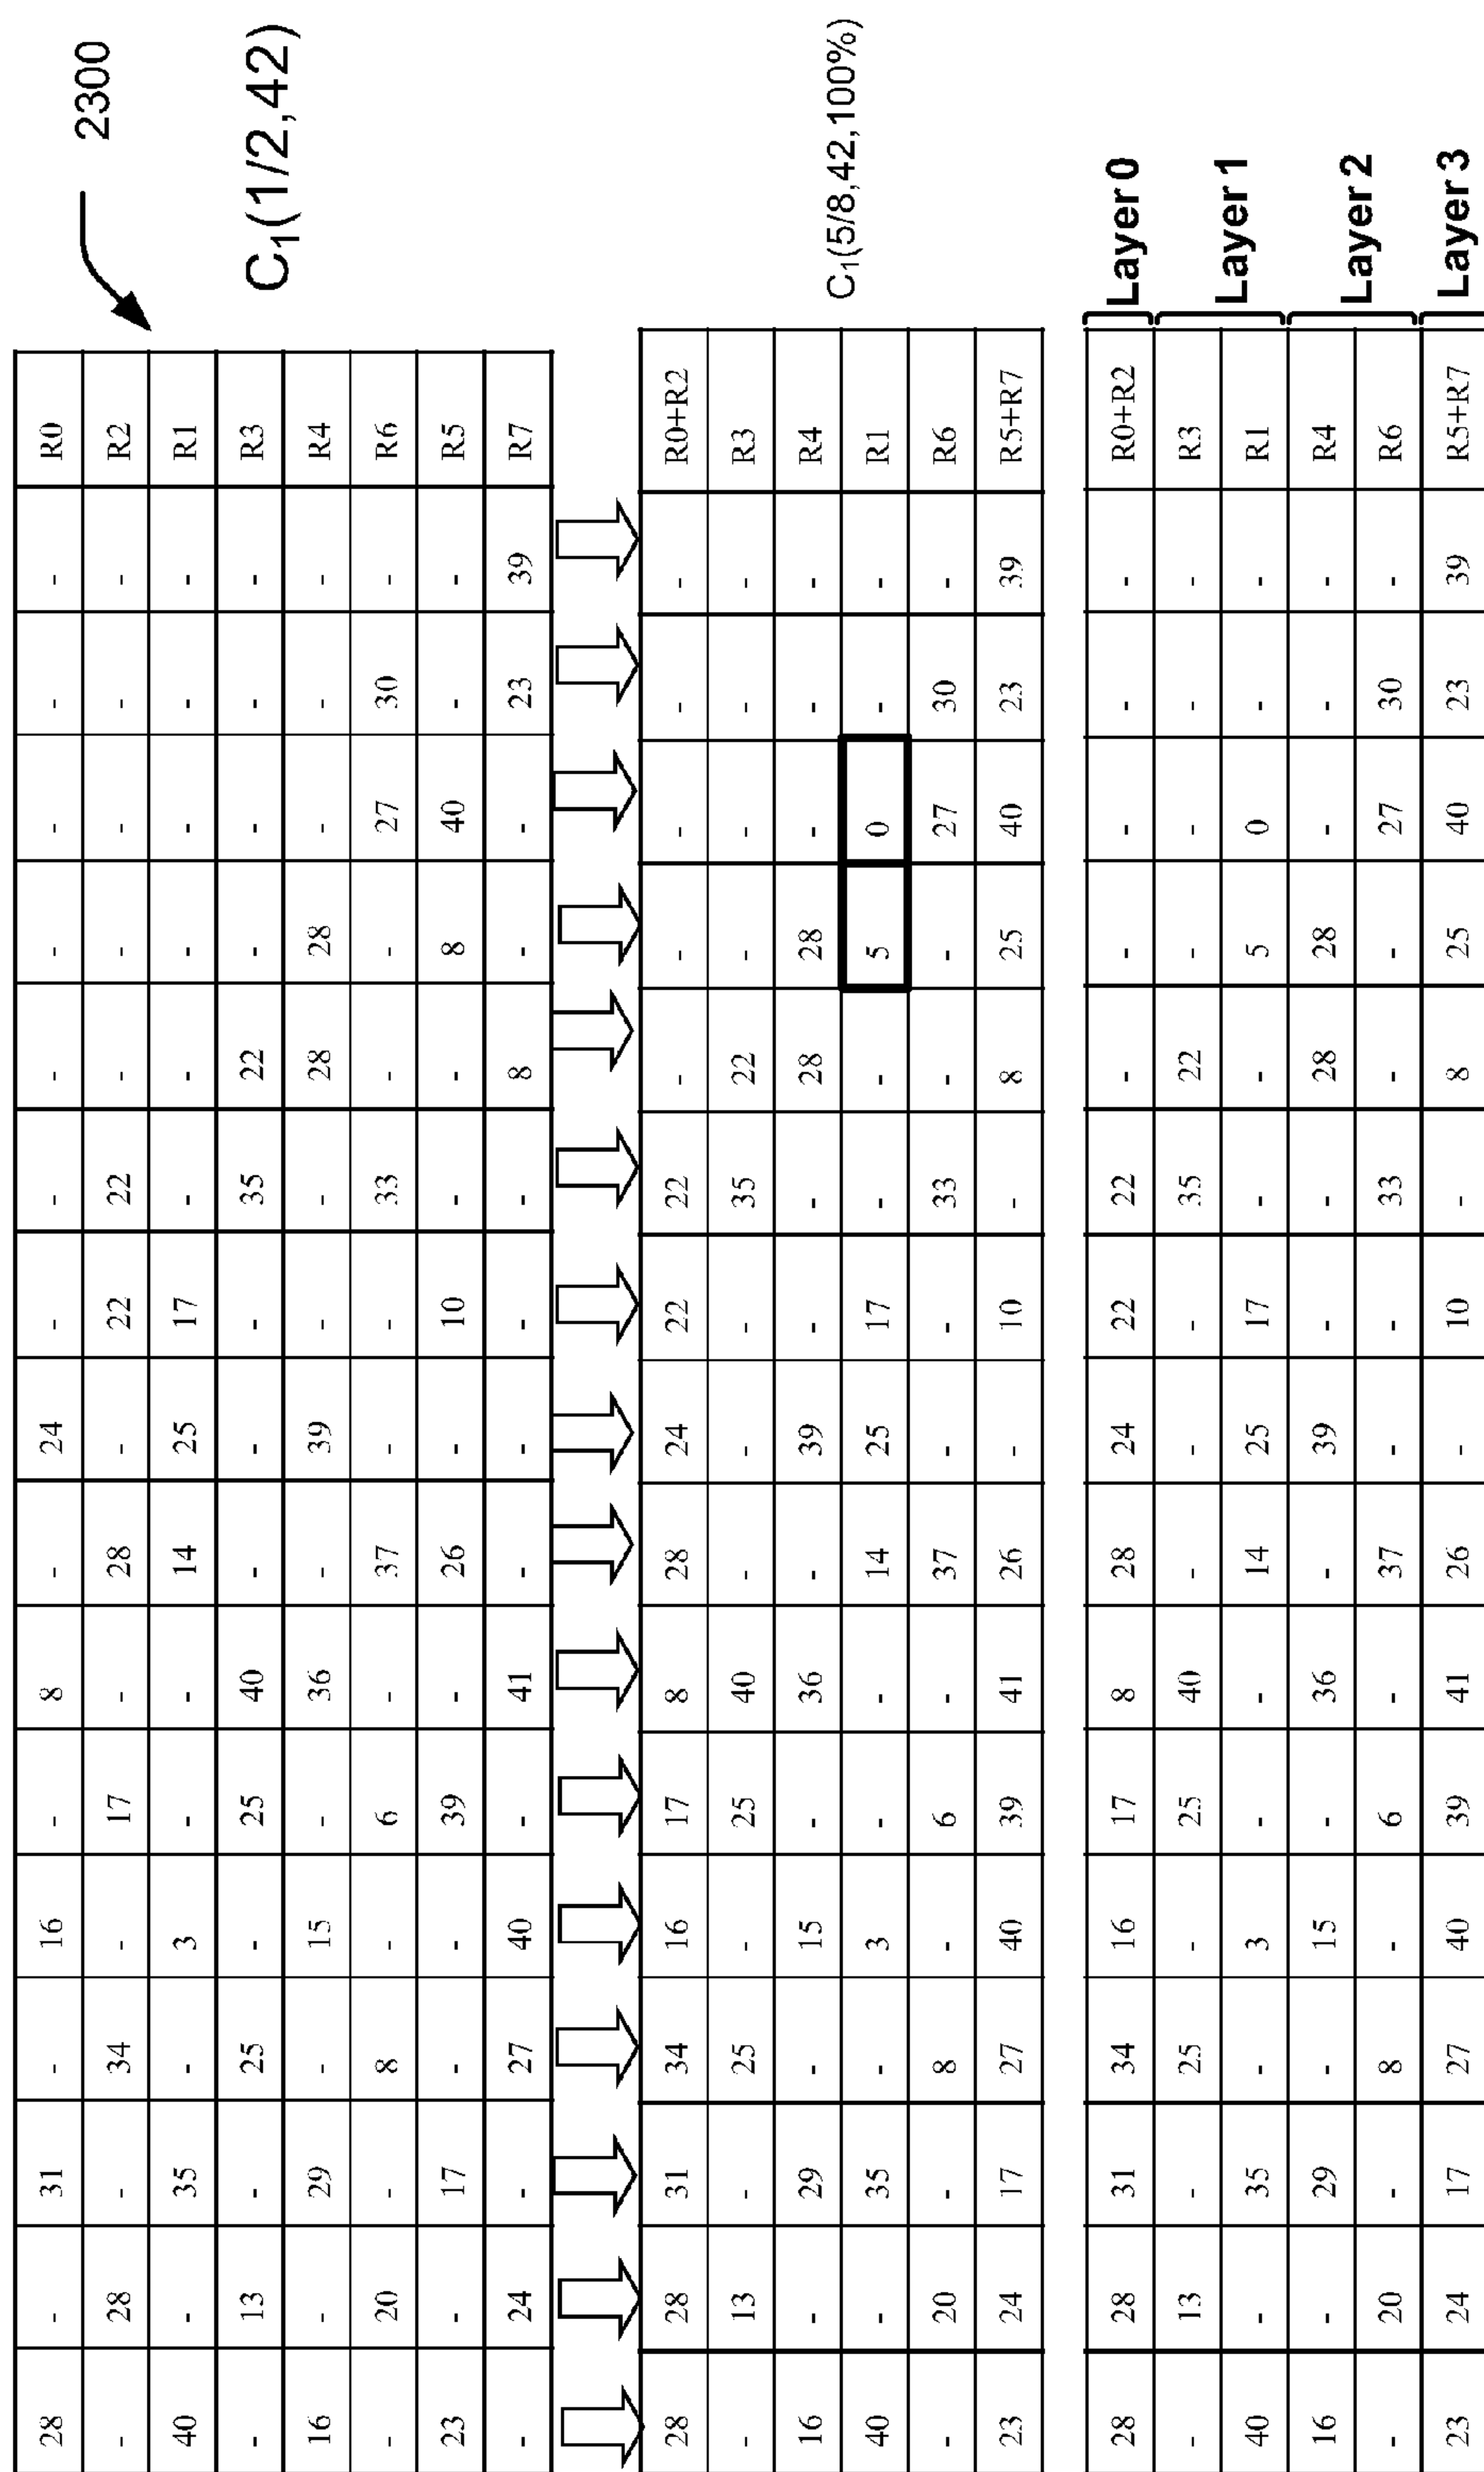 2300
C₁(1/2,42)
28 - 31 - 16 - 8 - 24 - - - - - - - R0
- 28 - 34 - 17 - 28 - 22 22 - - - - - R2
40 - 35 - 3 - - 14 25 17 - - - - - - R1
- 13 - 25 - 25 40 - - - 35 22 - - - - R3
16 - 29 - 15 - 36 - 39 - - 28 28 - - - R4
- 20 - 8 - 6 - 37 - - 33 - - 27 30 - R6
23 - 17 - - 39 - 26 - 10 - - 8 40 - - R5
- 24 - 27 40 - 41 - - - - 8 - - 23 39 R7
C₁(5/8,42,100%)
28 28 31 34 16 17 8 28 24 22 22 - - - - - R0+R2
- 13 - 25 - 25 40 - - - 35 22 - - - - R3
16 - 29 - 15 - 36 - 39 - - 28 28 - - - R4
40 - 35 - 3 - - 14 25 17 - - 5 0 - - R1
- 20 - 8 - 6 - 37 - - 33 - - 27 30 - R6
23 24 17 27 40 39 41 26 - 10 - 8 25 40 23 39 R5+R7
28 28 31 34 16 17 8 28 24 22 22 - - - - - R0+R2 Layer 0
- 13 - 25 - 25 40 - - - 35 22 - - - - R3
40 - 35 - 3 - - 14 25 17 - - 5 0 - - R1 Layer 1
16 - 29 - 15 - 36 - 39 - - 28 28 - - - R4
- 20 - 8 - 6 - 37 - - 33 - - 27 30 - R6 Layer 2
23 24 17 27 40 39 41 26 - 10 - 8 25 40 23 39 R5+R7 Layer 3